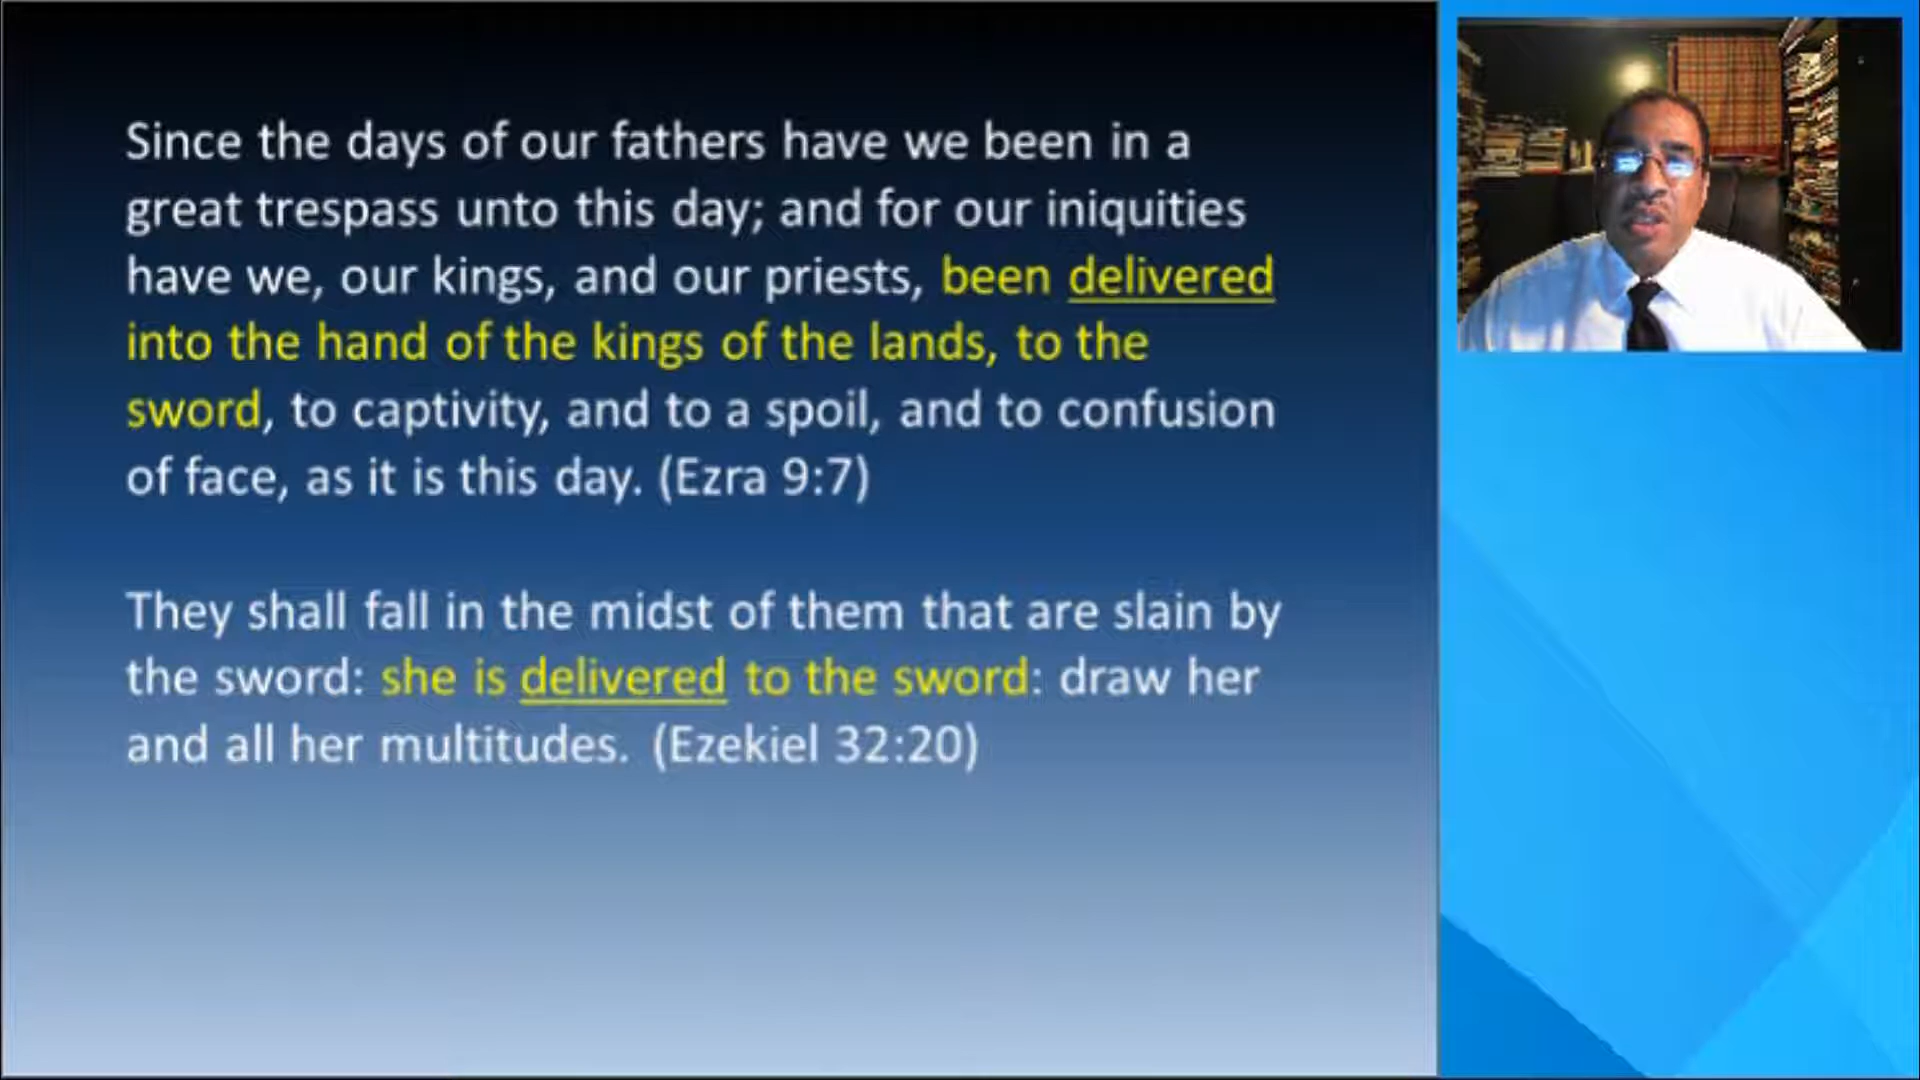 Since the days of our fathers have we been in a
great trespass unto this day; and for our iniquities
have we, our kings, and our priests, been delivered
into the hand of the kings of the lands, to the
sword, to captivity, and to a spoil, and to confusion
of face, as it is this day. (Ezra 9:7)
They shall fall in the midst of them that are slain by
the sword: she is delivered to the sword: draw her
and all her multitudes. (Ezekiel 32:20)